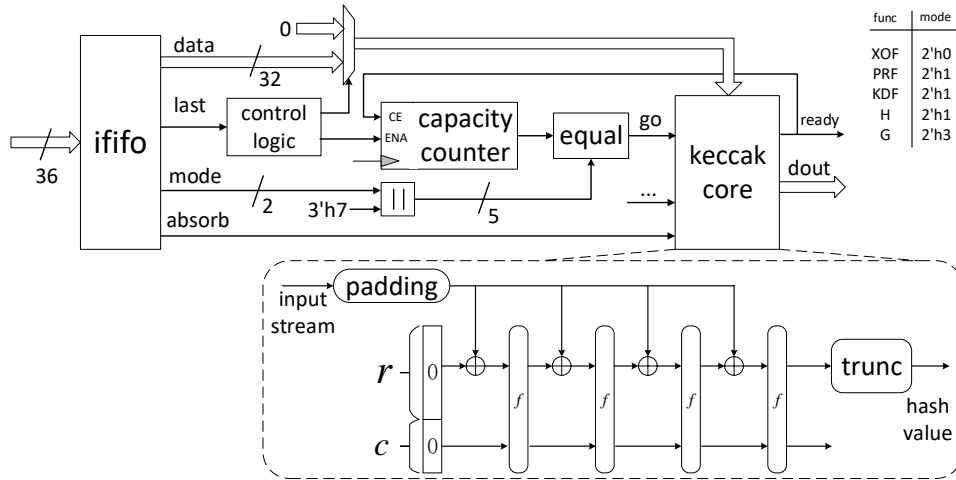 func mode
XOF 2'h0
PRF 2'h1
KDF 2'h1
H 2'h1
G 2'h3
0
data
32
last
control
logic
CE
ENA
capacity
counter
equal
go
keccak
core
ready
dout
ififo
36
mode
2
3'h7
||
5
...
absorb
padding
input
stream
r
0
f
f
f
f
trunc
hash
value
c
0